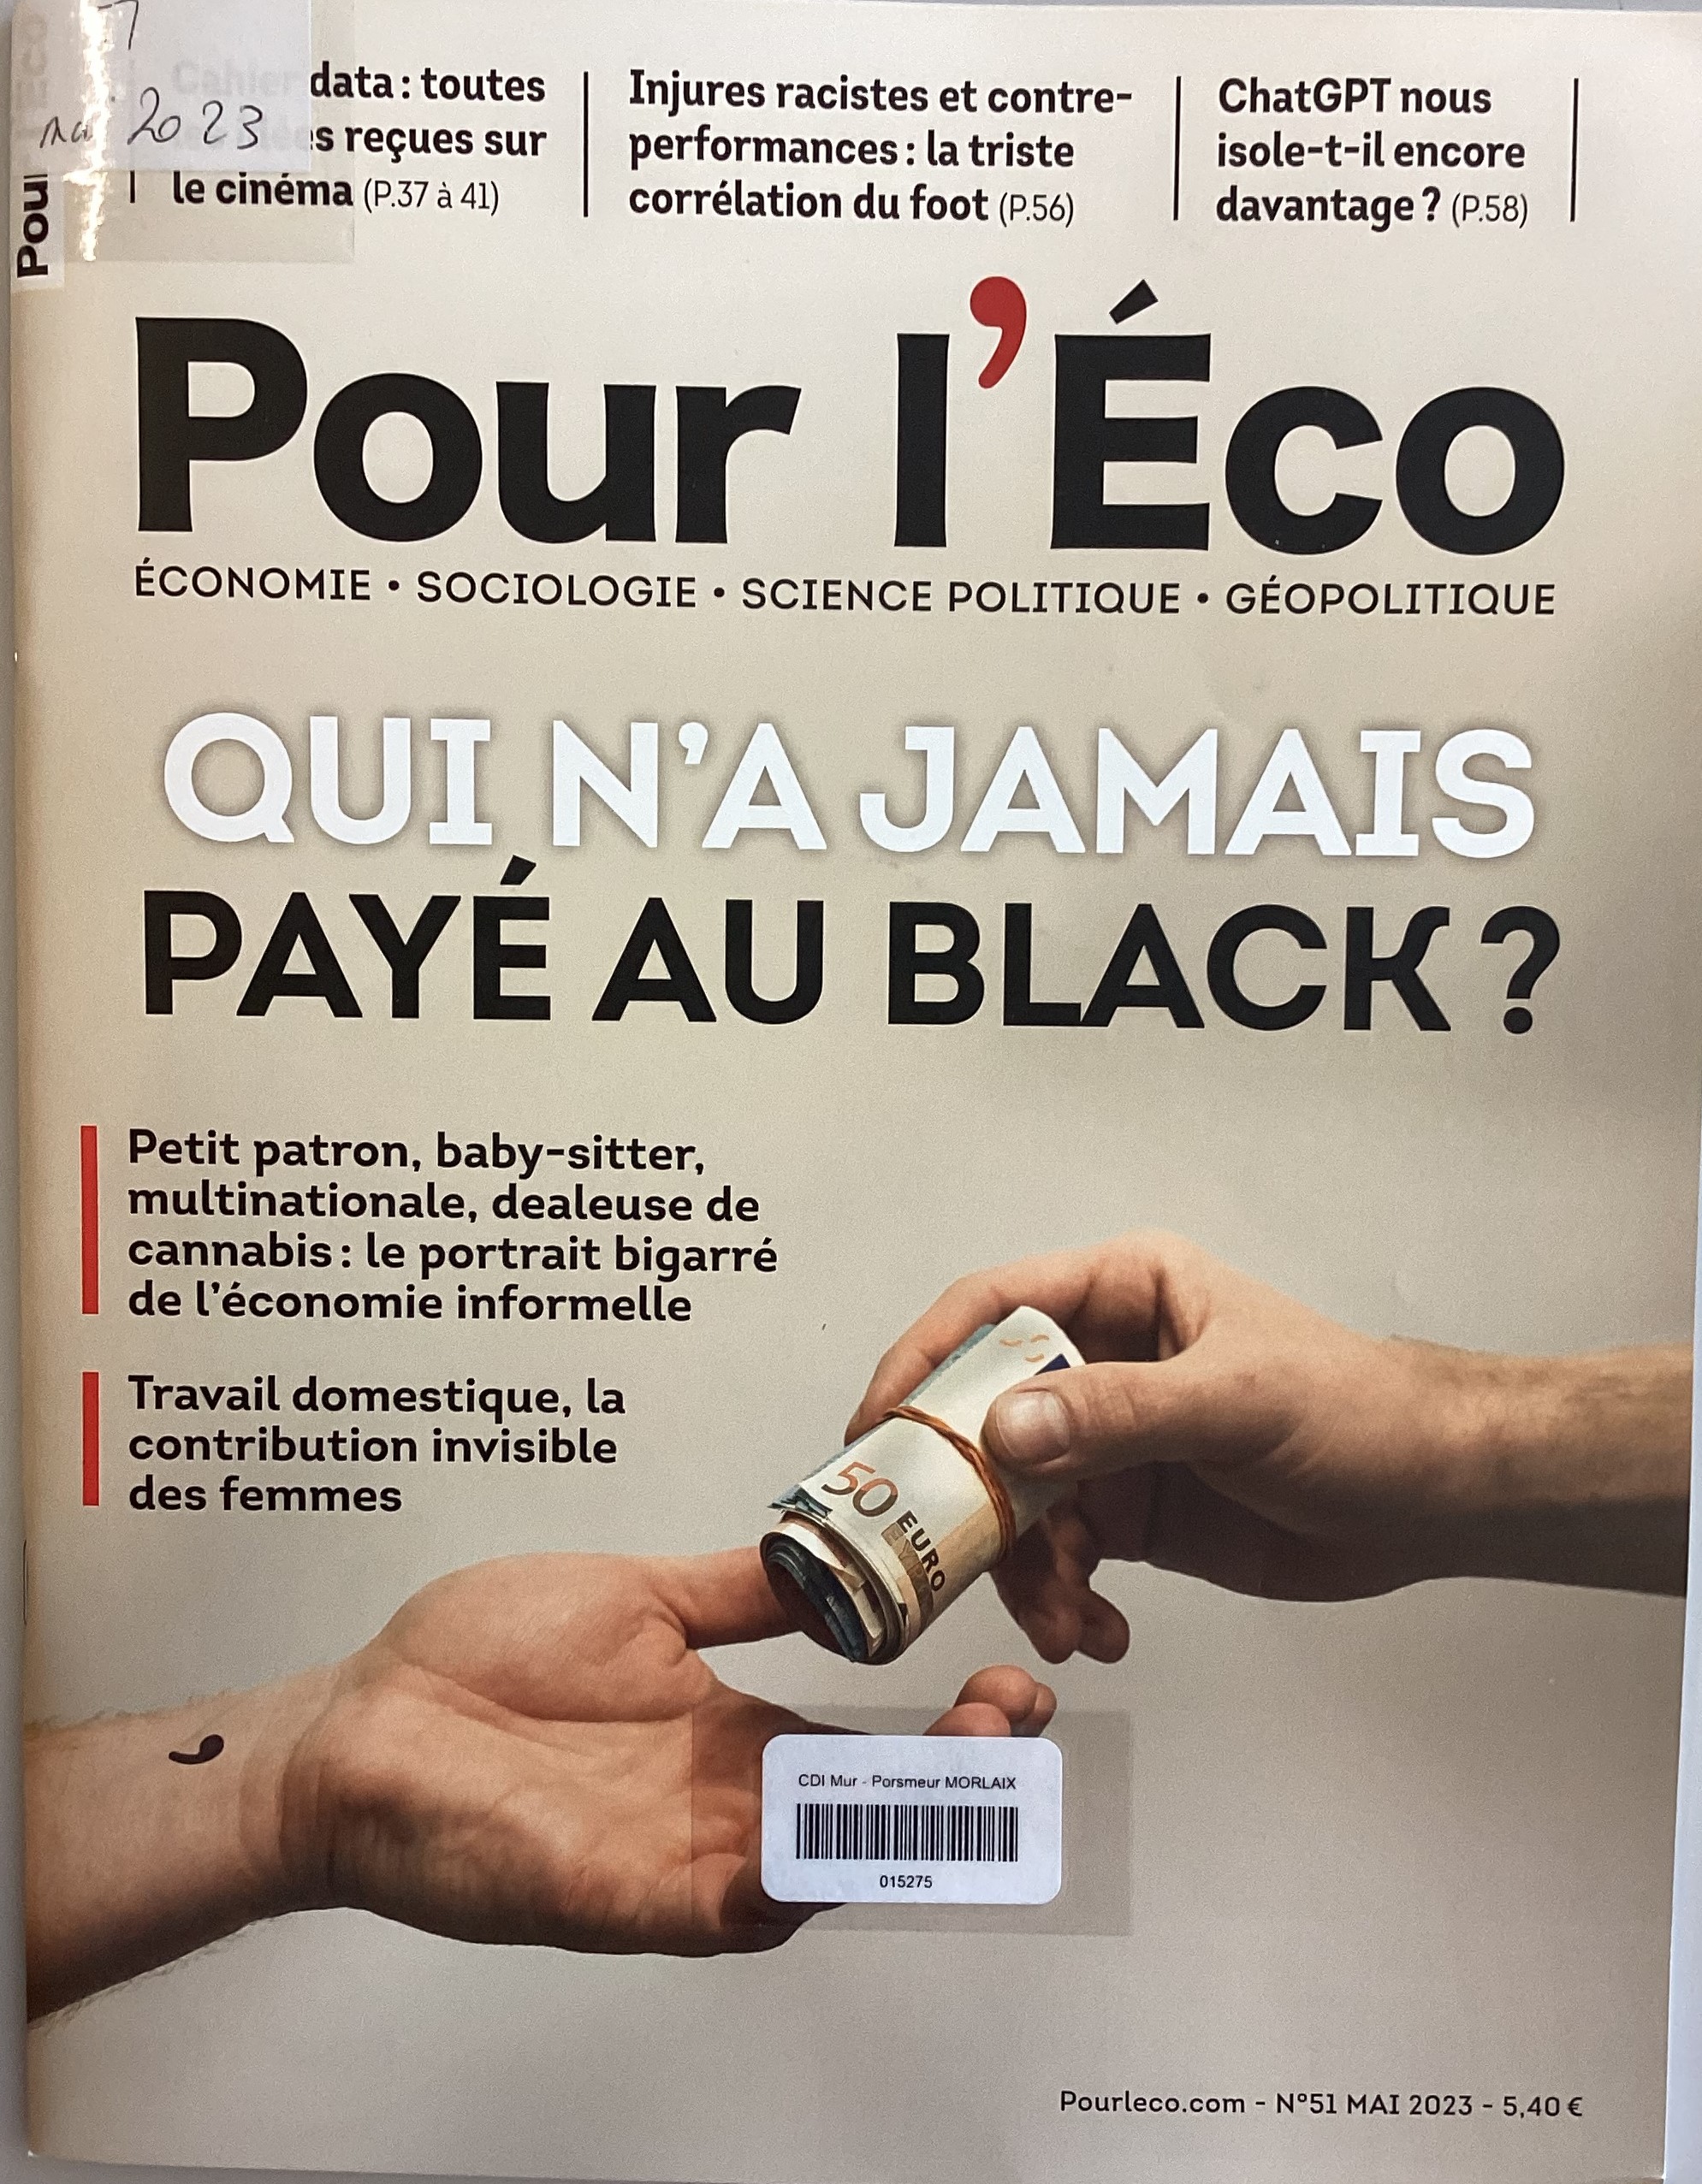 mai 2023
data : toutes
s reçues sur
le cinéma (P.37 à 41)
Injures racistes et contre-
performances : la triste
corrélation du foot (P.56)
ChatGPT nous
isole-t-il encore
davantage ? (P.58)
Pour l'Éco
ÉCONOMIE • SOCIOLOGIE • SCIENCE POLITIQUE • GÉOPOLITIQUE
QUI N'A JAMAIS
PAYÉ AU BLACK ?
Petit patron, baby-sitter,
multinationale, dealeuse de
cannabis : le portrait bigarré
de l'économie informelle
Travail domestique, la
contribution invisible
des femmes
50 EURO
CDI Mur - Porsmeur MORLAIX
015275
Pourleco.com - N°51 MAI 2023 - 5,40 €